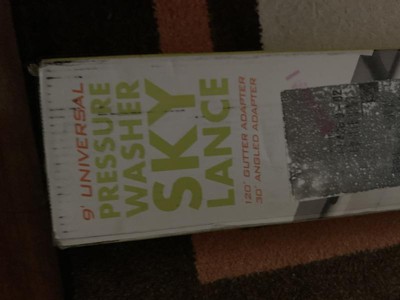 9' UNIVERSAL
PRESSURE
WASHER
SKY
LANCE
120° GUTTER ADAPTER
30° ANGLED ADAPTER